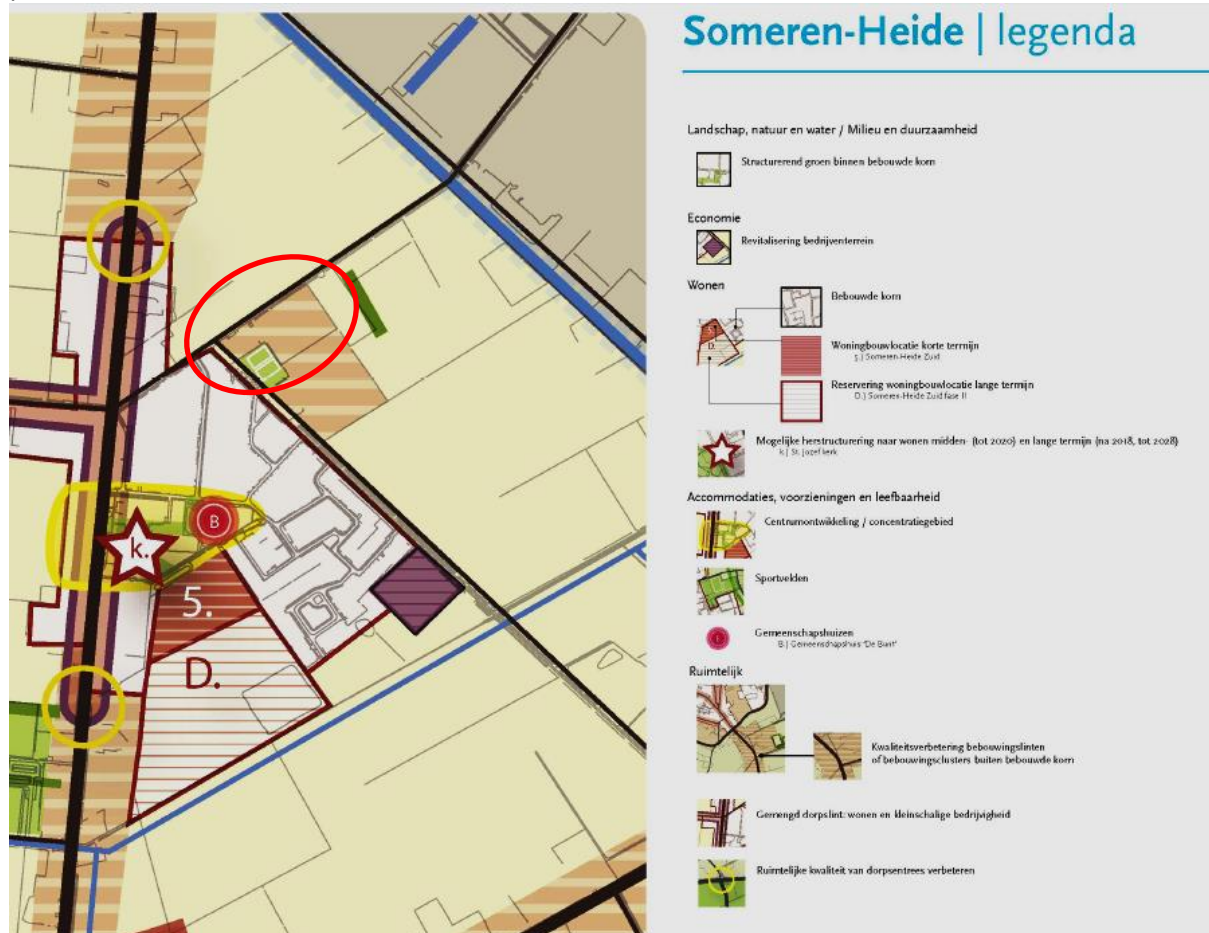 Someren-Heide | legenda
Landschap, natuur en water / Milieu en duurzaamheid
Structurerend groen binnen bebouwde kom
Economie
Revitalisering bedrijventerrein
Wonen
Bebouwde kom
Woningbouwlocatie korte termijn
5.) Someren-Heide Zuid
Reservering woningbouwlocatie lange termijn
D.) Someren-Heide Zuid fase II
Mogelijke herstructurering naar wonen midden- (tot 2020) en lange termijn (na 2018, tot 2028)
k.) St. Jozef kerk
Accommodaties, voorzieningen en leefbaarheid
Centrumontwikkeling / concentratiegebied
Sportvelden
Gemeenschapshuizen
B.) Gemeenschapshuis "De Bunt"
Ruimtelijk
Kwaliteitsverbetering bebouwingslinten
of bebouwingsclusters buiten bebouwde kom
Gemengd dorpslint: wonen en kleinschalige bedrijvigheid
Ruimtelijke kwaliteit van dorpsentrees verbeteren
B
k.
5.
D.